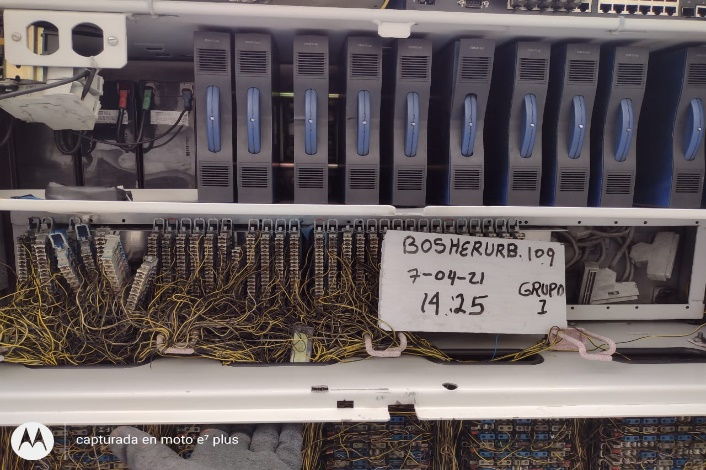 BOSHERURB.109
7-04-21
GRUPO
14:25
I
capturada en moto e⁷ plus